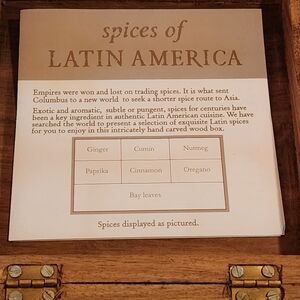 spices of
LATIN AMERICA
Empires were won and lost on trading spices. It is what sent
Columbus to a new world to seek a shorter spice route to Asia.
Exotic and aromatic, subtle or pungent, spices for centuries have
been a key ingredient in authentic Latin American cuisine. We have
searched the world to present a selection of exquisite Latin spices
for you to enjoy in this intricately hand carved wood box.
Ginger Cumin Nutmeg
Paprika Cinnamon Oregano
Bay leaves
Spices displayed as pictured.